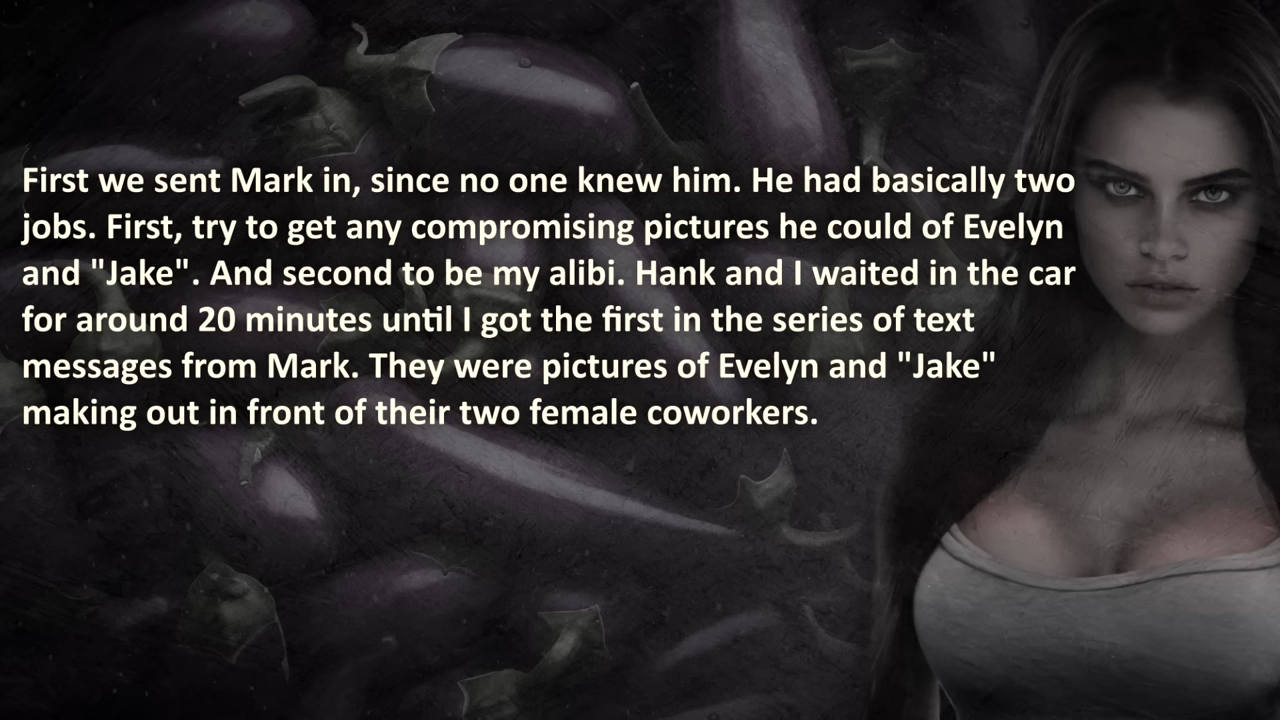 First we sent Mark in, since no one knew him. He had basically two
jobs. First, try to get any compromising pictures he could of Evelyn
and "Jake". And second to be my alibi. Hank and I waited in the car
for around 20 minutes until I got the first in the series of text
messages from Mark. They were pictures of Evelyn and "Jake"
making out in front of their two female coworkers.